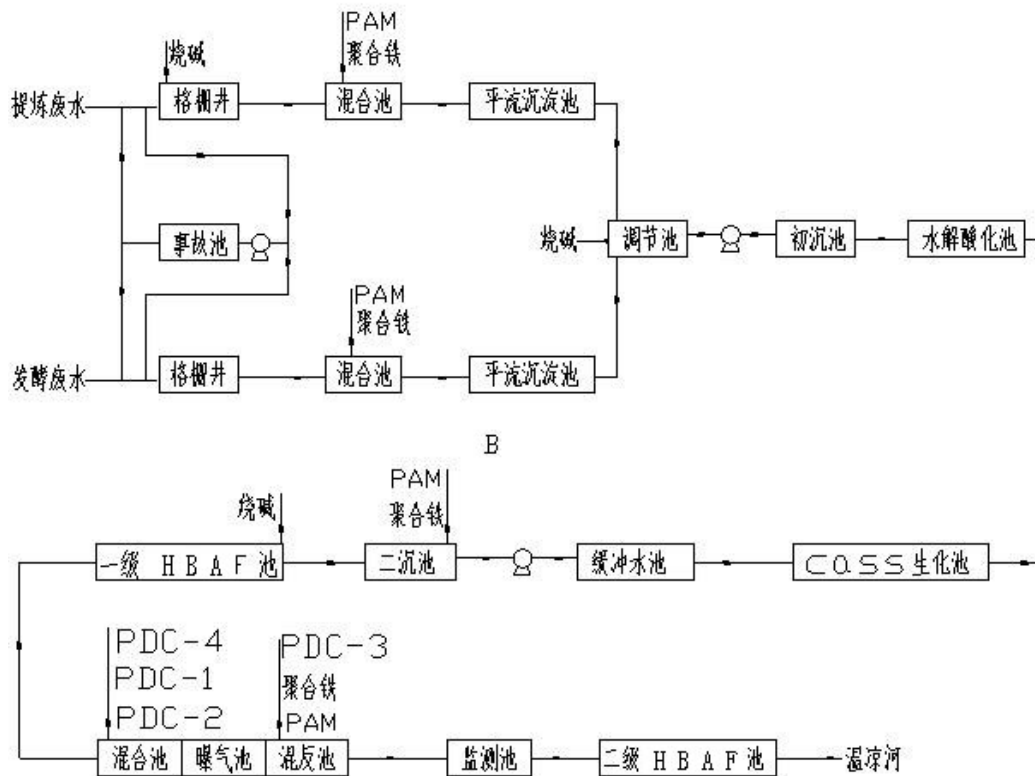 PAM
聚合铁
烧碱
提炼废水
格栅井
混合池
平流沉淀池
事故池
烧碱
调节池
初沉池
水解酸化池
PAM
聚合铁
发酵废水
格栅井
混合池
平流沉淀池
B
PAM
聚合铁
烧碱
一级 HBAF池
二沉池
缓冲水池
CASS生化池
PDC-4
PDC-1
PDC-2
PDC-3
聚合铁
PAM
混合池
曝气池
混反池
监测池
二级 HBAF池
温凉河